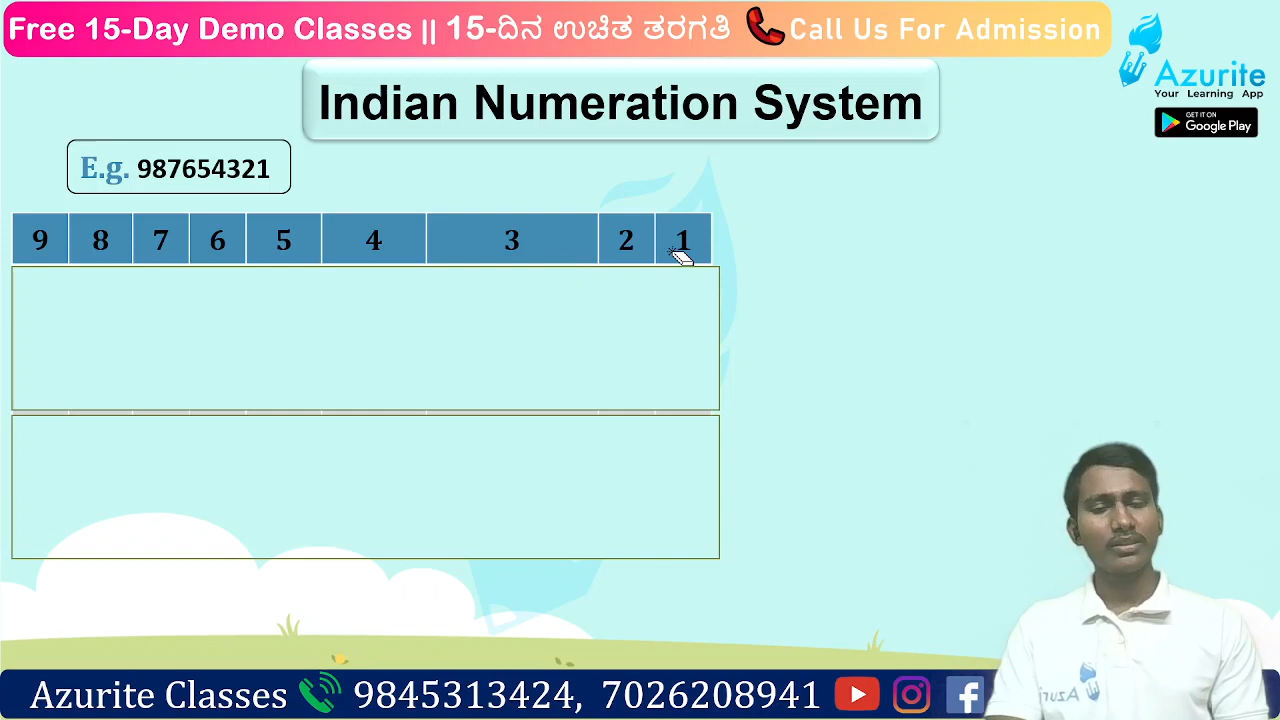 Free 15-Day Demo Classes || 15-ದಿನ ಉಚಿತ ತರಗತಿ Call Us For Admission
Azurite
Your Learning App
GET IT ON
Google Play
Indian Numeration System
E.g. 987654321
9 8 7 6 5 4 3 2 1
Azurite Classes 9845313424, 7026208941